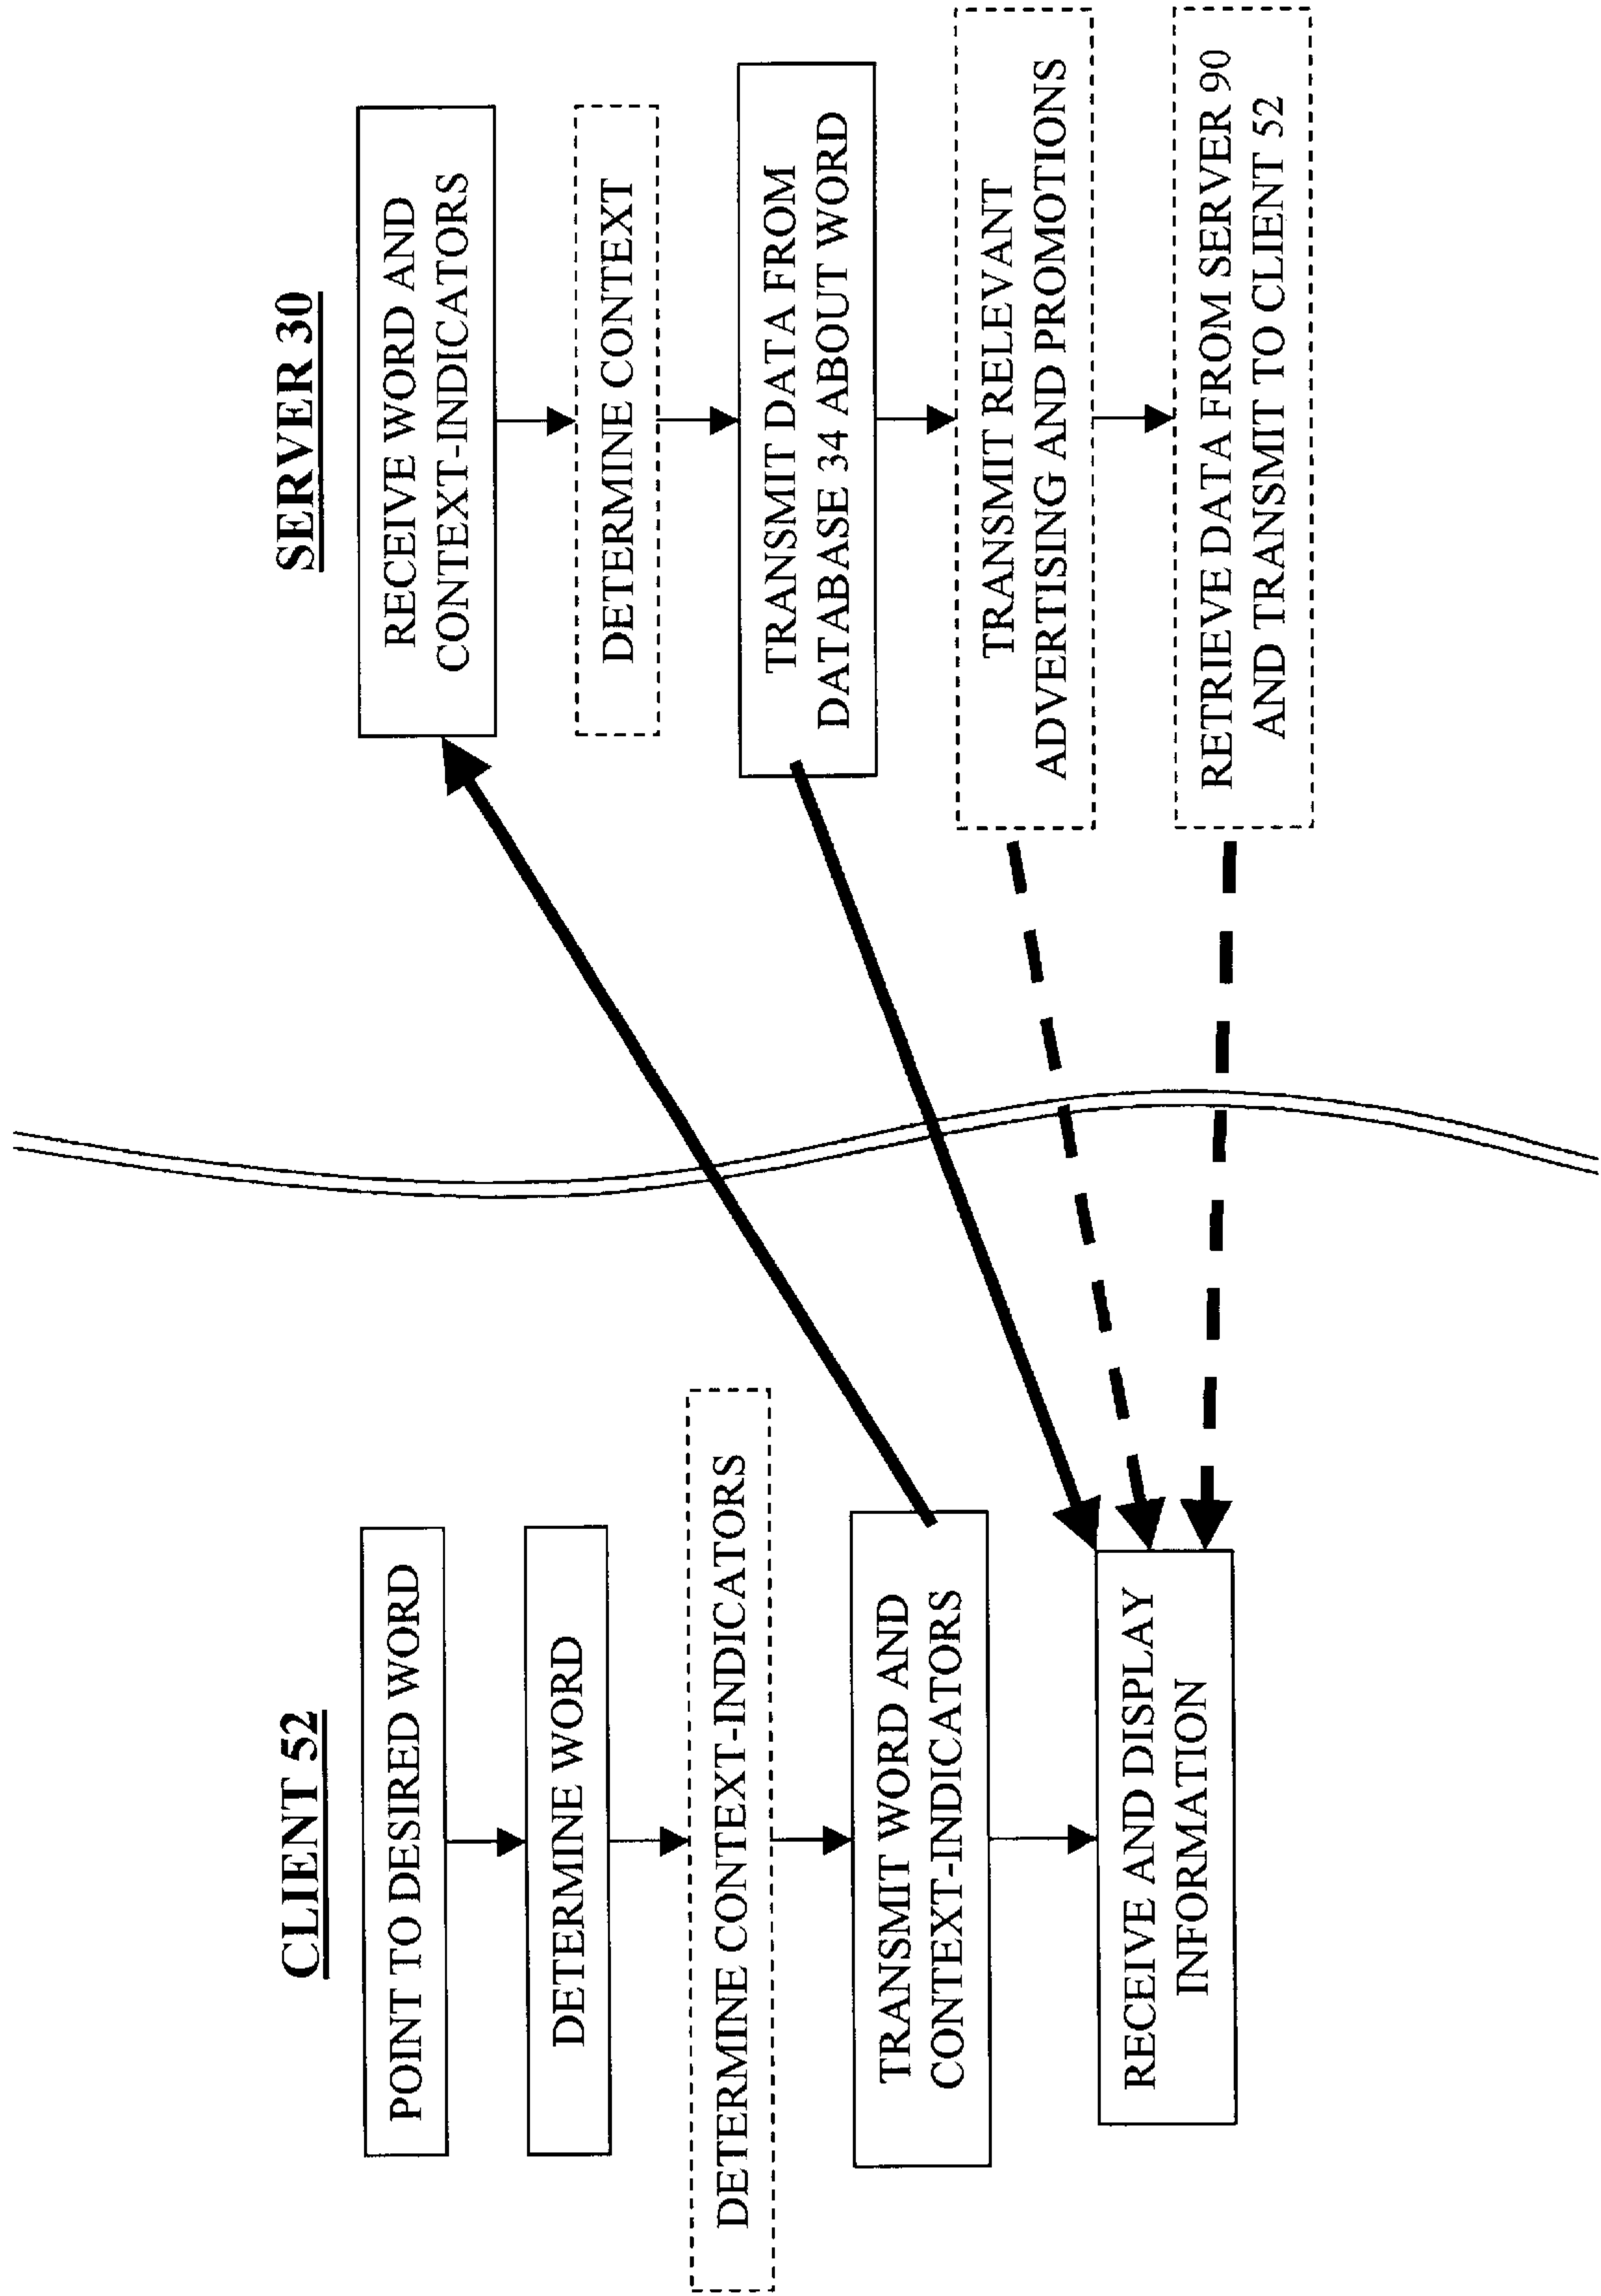 CLIENT 52
POINT TO DESIRED WORD
DETERMINE WORD
DETERMINE CONTEXT-INDICATORS
TRANSMIT WORD AND
CONTEXT-INDICATORS
RECEIVE AND DISPLAY
INFORMATION
SERVER 30
RECEIVE WORD AND
CONTEXT-INDICATORS
DETERMINE CONTEXT
TRANSMIT DATA FROM
DATABASE 34 ABOUT WORD
TRANSMIT RELEVANT
ADVERTISING AND PROMOTIONS
RETRIEVE DATA FROM SERVER 90
AND TRANSMIT TO CLIENT 52